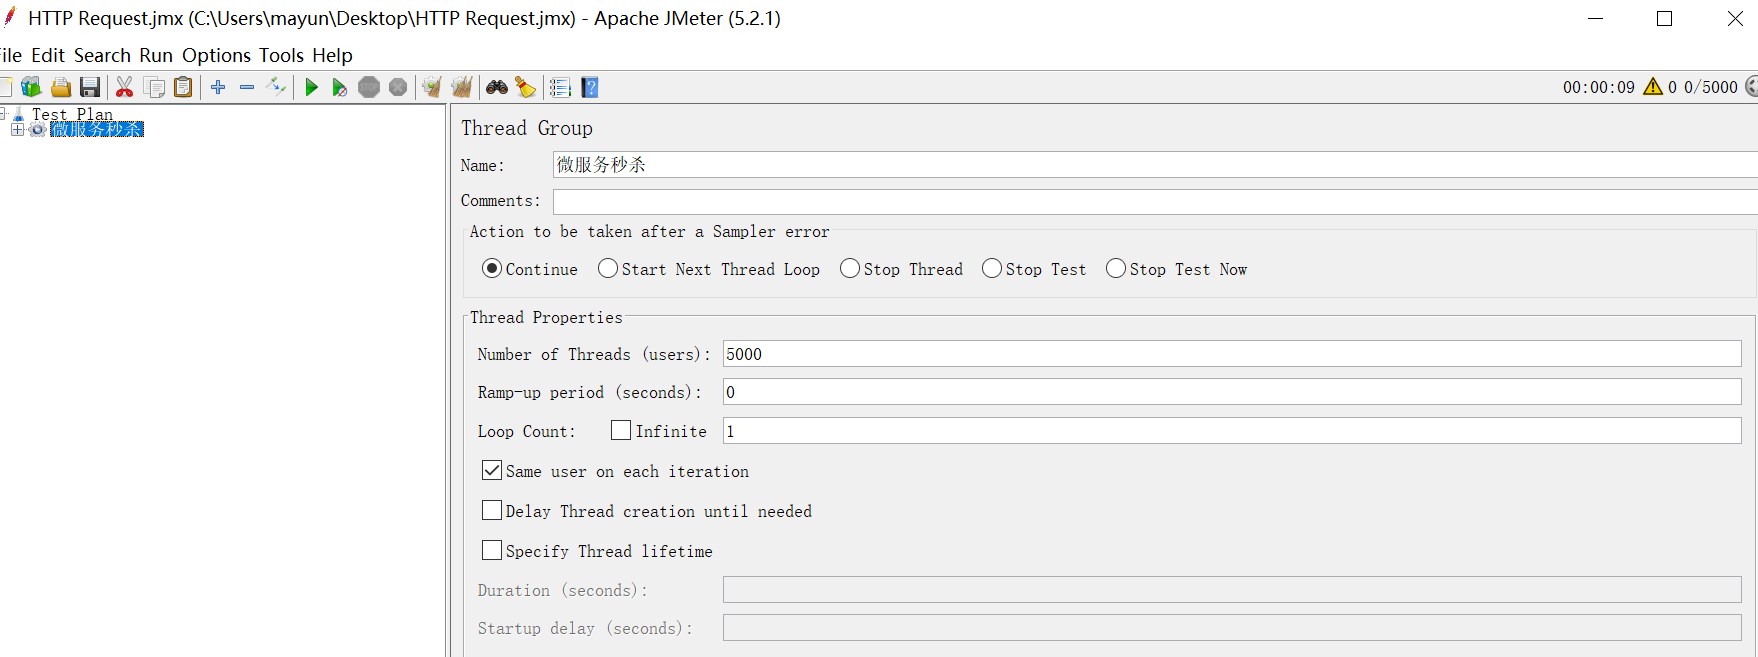 HTTP Request.jmx (C:\Users\mayun\Desktop\HTTP Request.jmx) - Apache JMeter (5.2.1)
ile Edit Search Run Options Tools Help
STOP
00:00:09 0 0/5000
Test Plan
微服务秒杀
Thread Group
Name: 微服务秒杀
Comments:
Action to be taken after a Sampler error
Continue Start Next Thread Loop Stop Thread Stop Test Stop Test Now
Thread Properties
Number of Threads (users): 5000
Ramp-up period (seconds): 0
Loop Count: Infinite 1
Same user on each iteration
Delay Thread creation until needed
Specify Thread lifetime
Duration (seconds):
Startup delay (seconds):